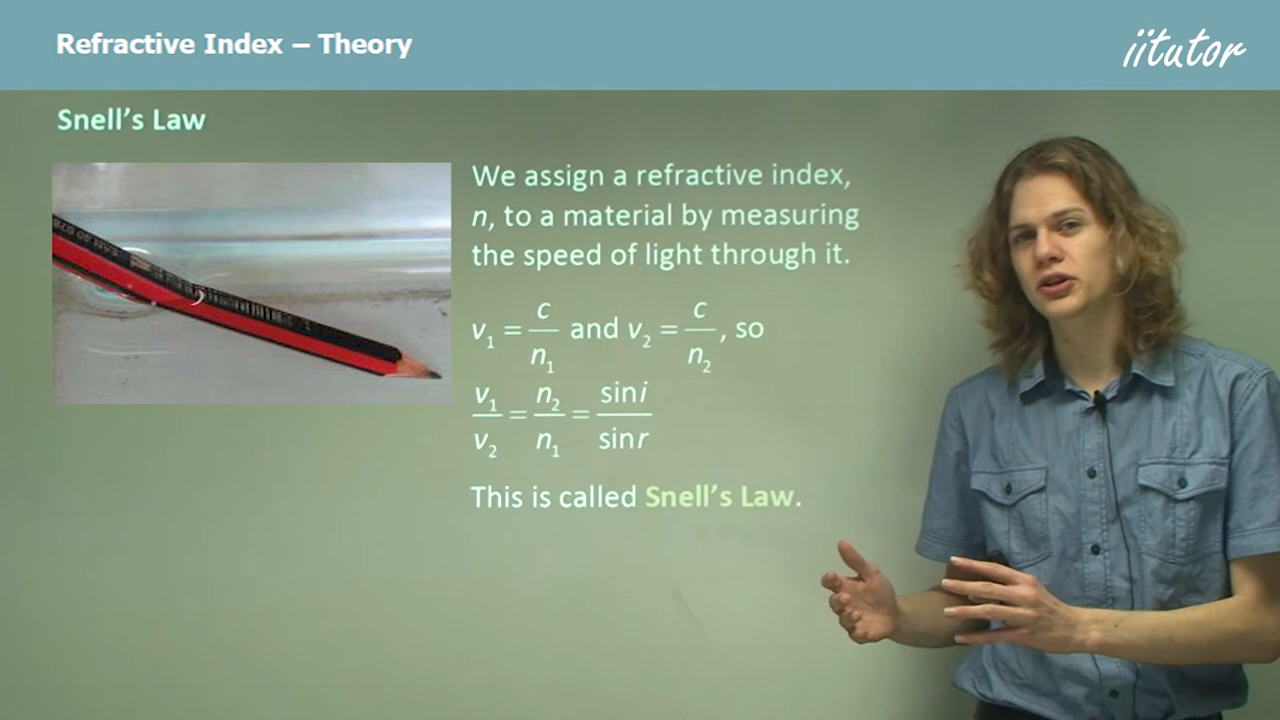 Refractive Index – Theory
iitutor
Snell’s Law
We assign a refractive index,
n, to a material by measuring
the speed of light through it.
v₁ = c/n₁ and v₂ = c/n₂, so
v₁/v₂ = n₂/n₁ = sin i/sin r
This is called Snell’s Law.